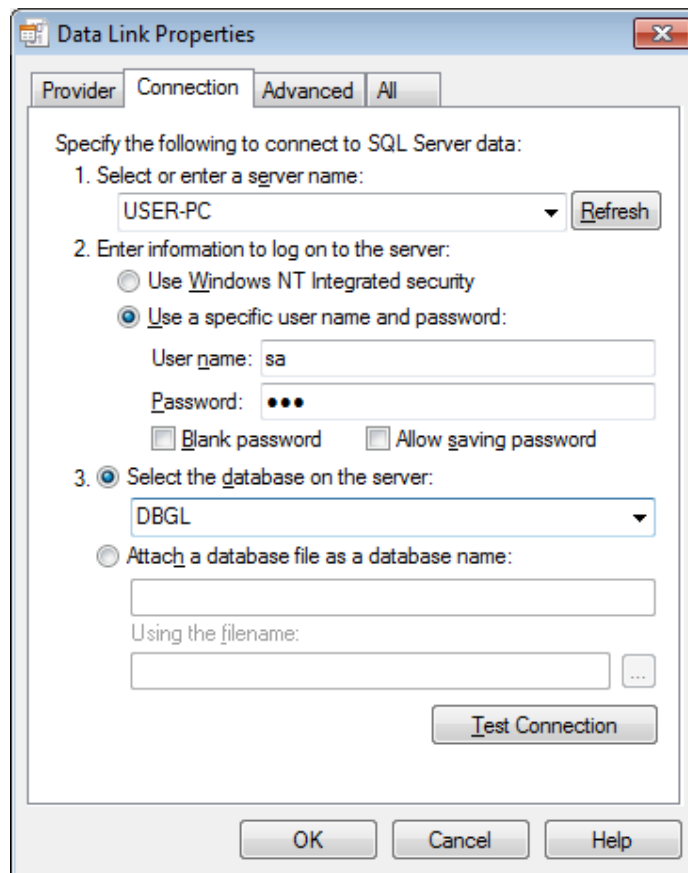 Data Link Properties
Provider Connection Advanced All
Specify the following to connect to SQL Server data:
1. Select or enter a server name:
USER-PC Refresh
2. Enter information to log on to the server:
Use Windows NT Integrated security
Use a specific user name and password:
User name: sa
Password: ●●●
Blank password Allow saving password
3. Select the database on the server:
DBGL
Attach a database file as a database name:
Using the filename:
...
Test Connection
OK Cancel Help